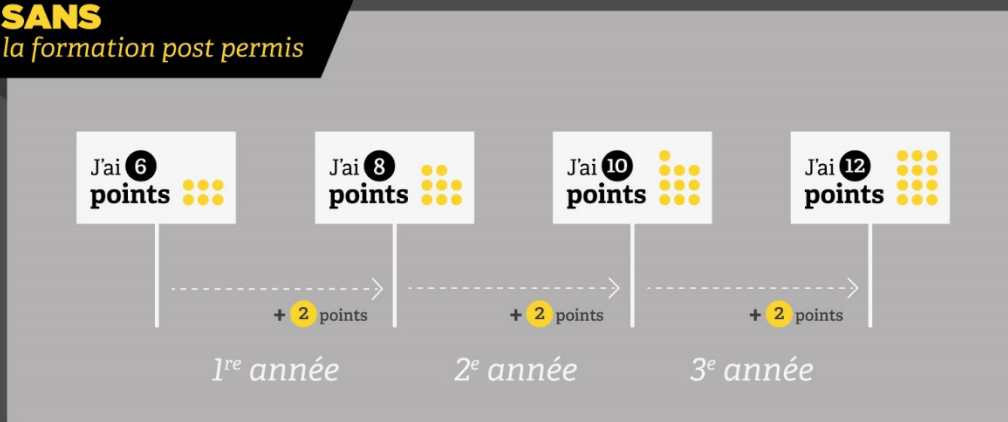 SANS
la formation post permis
J'ai 6
points
J'ai 8
points
J'ai 10
points
J'ai 12
points
+ 2 points
+ 2 points
+ 2 points
1re année
2e année
3e année